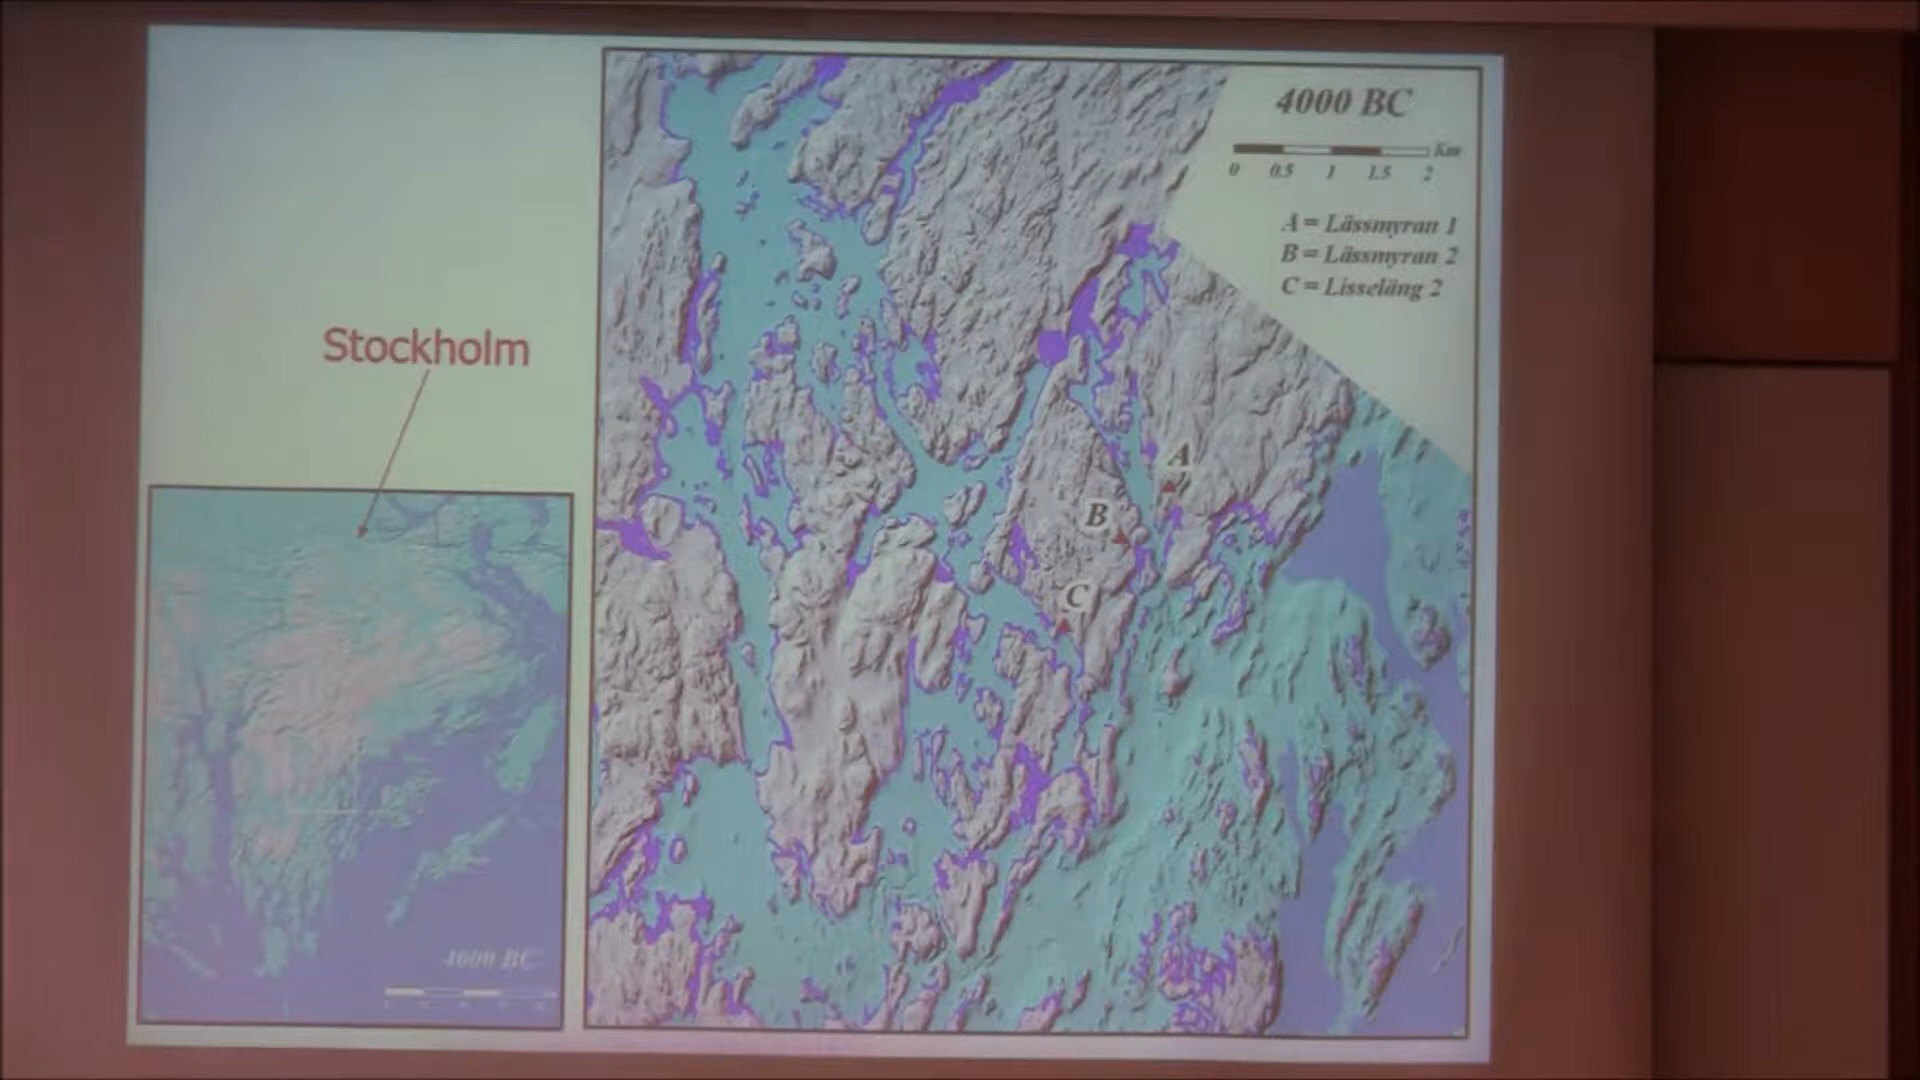 Stockholm
4000 BC
4000 BC
Km
0 0.5 1 1.5 2
A = Lässmyran 1
B = Lässmyran 2
C = Lisseläng 2
A
B
C